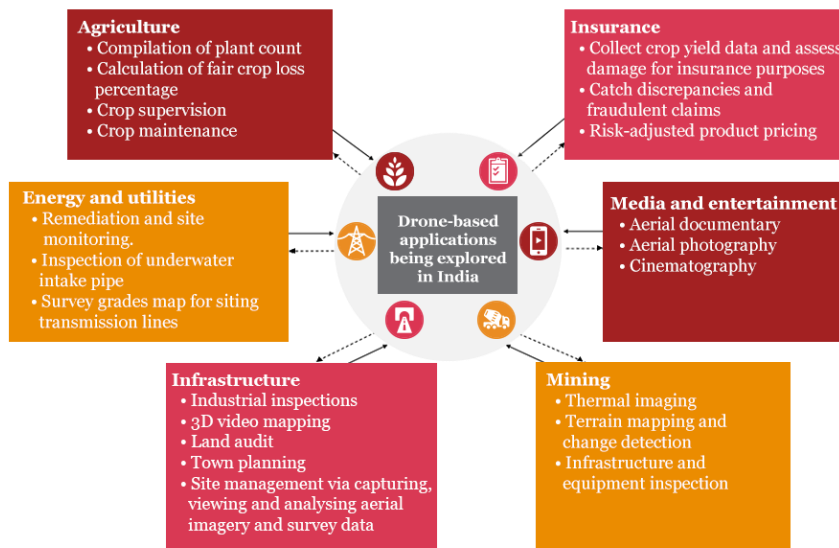 Agriculture
• Compilation of plant count
• Calculation of fair crop loss
percentage
• Crop supervision
• Crop maintenance
Insurance
• Collect crop yield data and assess
damage for insurance purposes
• Catch discrepancies and
fraudulent claims
• Risk-adjusted product pricing
Energy and utilities
• Remediation and site
monitoring.
• Inspection of underwater
intake pipe
• Survey grades map for siting
transmission lines
Drone-based
applications
being explored
in India
Media and entertainment
• Aerial documentary
• Aerial photography
• Cinematography
Infrastructure
• Industrial inspections
• 3D video mapping
• Land audit
• Town planning
• Site management via capturing,
viewing and analysing aerial
imagery and survey data
Mining
• Thermal imaging
• Terrain mapping and
change detection
• Infrastructure and
equipment inspection